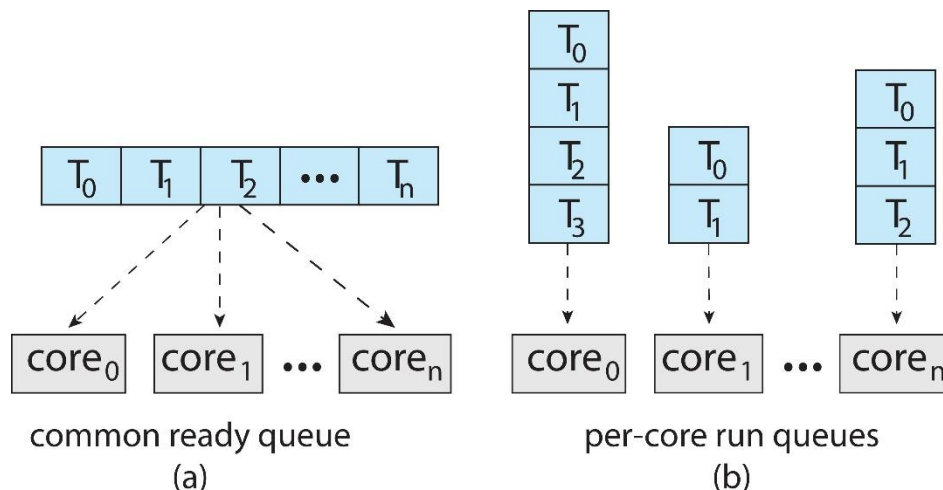 T0 T1 T2 ••• Tn
core0 core1 ••• coren
common ready queue
(a)
T0
T1
T2
T3
T0
T1
T0
T1
T2
core0 core1 ••• coren
per-core run queues
(b)